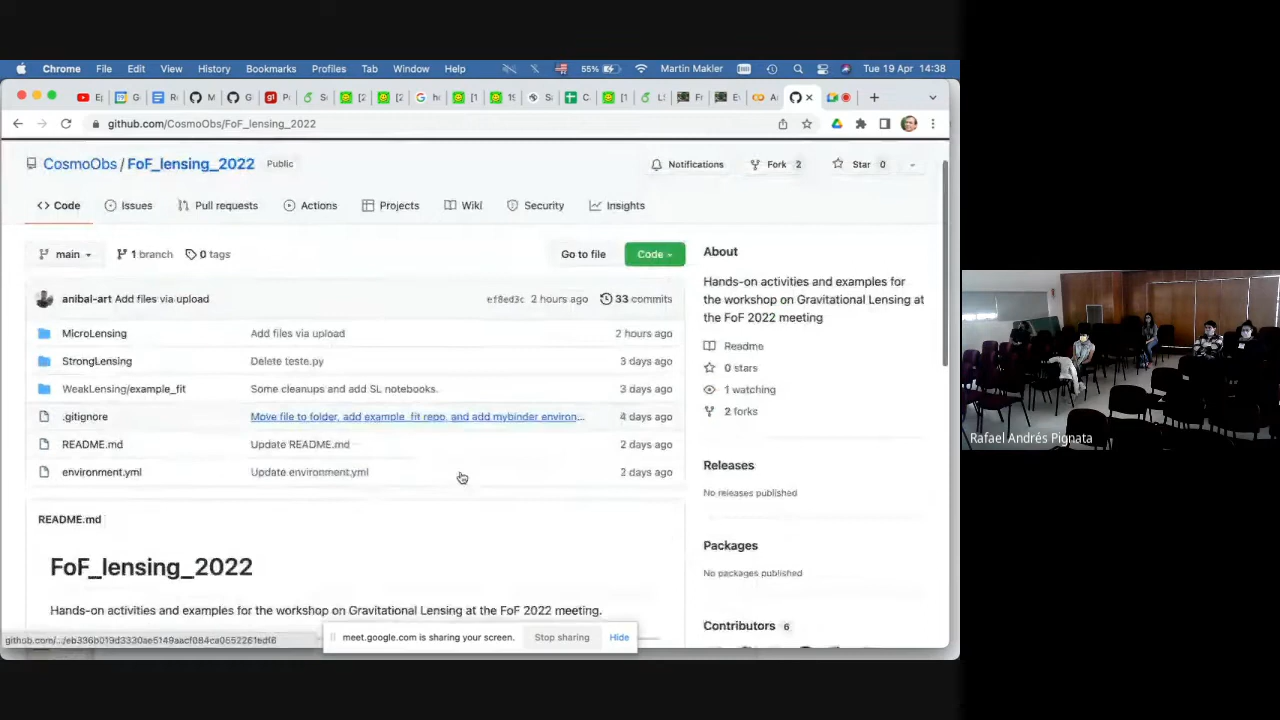 Chrome File Edit View History Bookmarks Profiles Tab Window Help 55% Martin Makler Tue 19 Apr 14:38
github.com/CosmoObs/FoF_lensing_2022
CosmoObs / FoF_lensing_2022 Public Notifications Fork 2 Star 0
Code Issues Pull requests Actions Projects Wiki Security Insights
main 1 branch 0 tags Go to file Code
anibal-art Add files via upload ef8ed3c 2 hours ago 33 commits
MicroLensing Add files via upload 2 hours ago
StrongLensing Delete teste.py 3 days ago
WeakLensing/example_fit Some cleanups and add SL notebooks. 3 days ago
.gitignore Move file to folder, add example_fit repo, and add mybinder environ... 4 days ago
README.md Update README.md 2 days ago
environment.yml Update environment.yml 2 days ago
README.md
FoF_lensing_2022
Hands-on activities and examples for the workshop on Gravitational Lensing at the FoF 2022 meeting.
About
Hands-on activities and examples for
the workshop on Gravitational Lensing at
the FoF 2022 meeting
Readme
0 stars
1 watching
2 forks
Releases
No releases published
Packages
No packages published
Contributors 6
meet.google.com is sharing your screen. Stop sharing Hide
Rafael Andrés Pignata